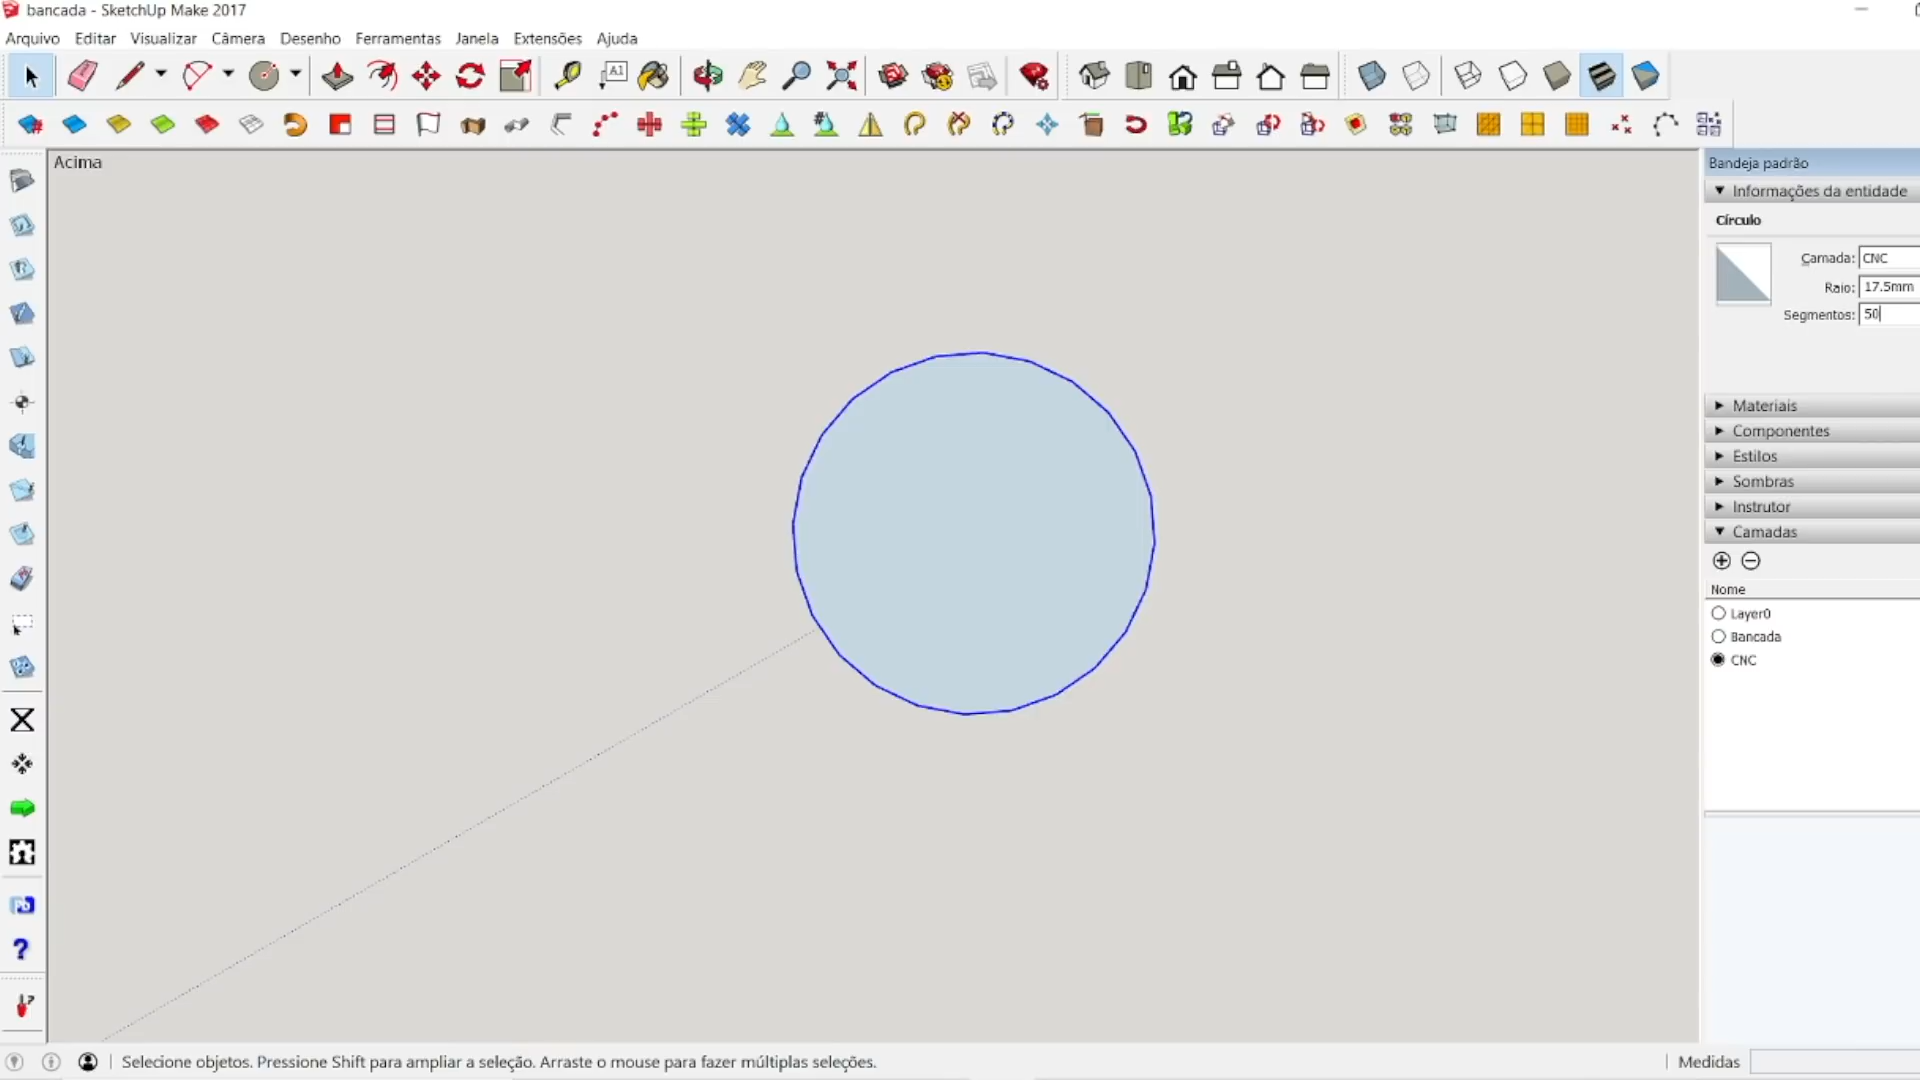 bancada - SketchUp Make 2017
Arquivo Editar Visualizar Câmera Desenho Ferramentas Janela Extensões Ajuda
A1
Acima
Bandeja padrão
Informações da entidade
Círculo
Camada: CNC
Raio: 17.5mm
Segmentos: 50
Materiais
Componentes
Estilos
Sombras
Instrutor
Camadas
Nome
Layer0
Bancada
CNC
?
Selecione objetos. Pressione Shift para ampliar a seleção. Arraste o mouse para fazer múltiplas seleções.
Medidas